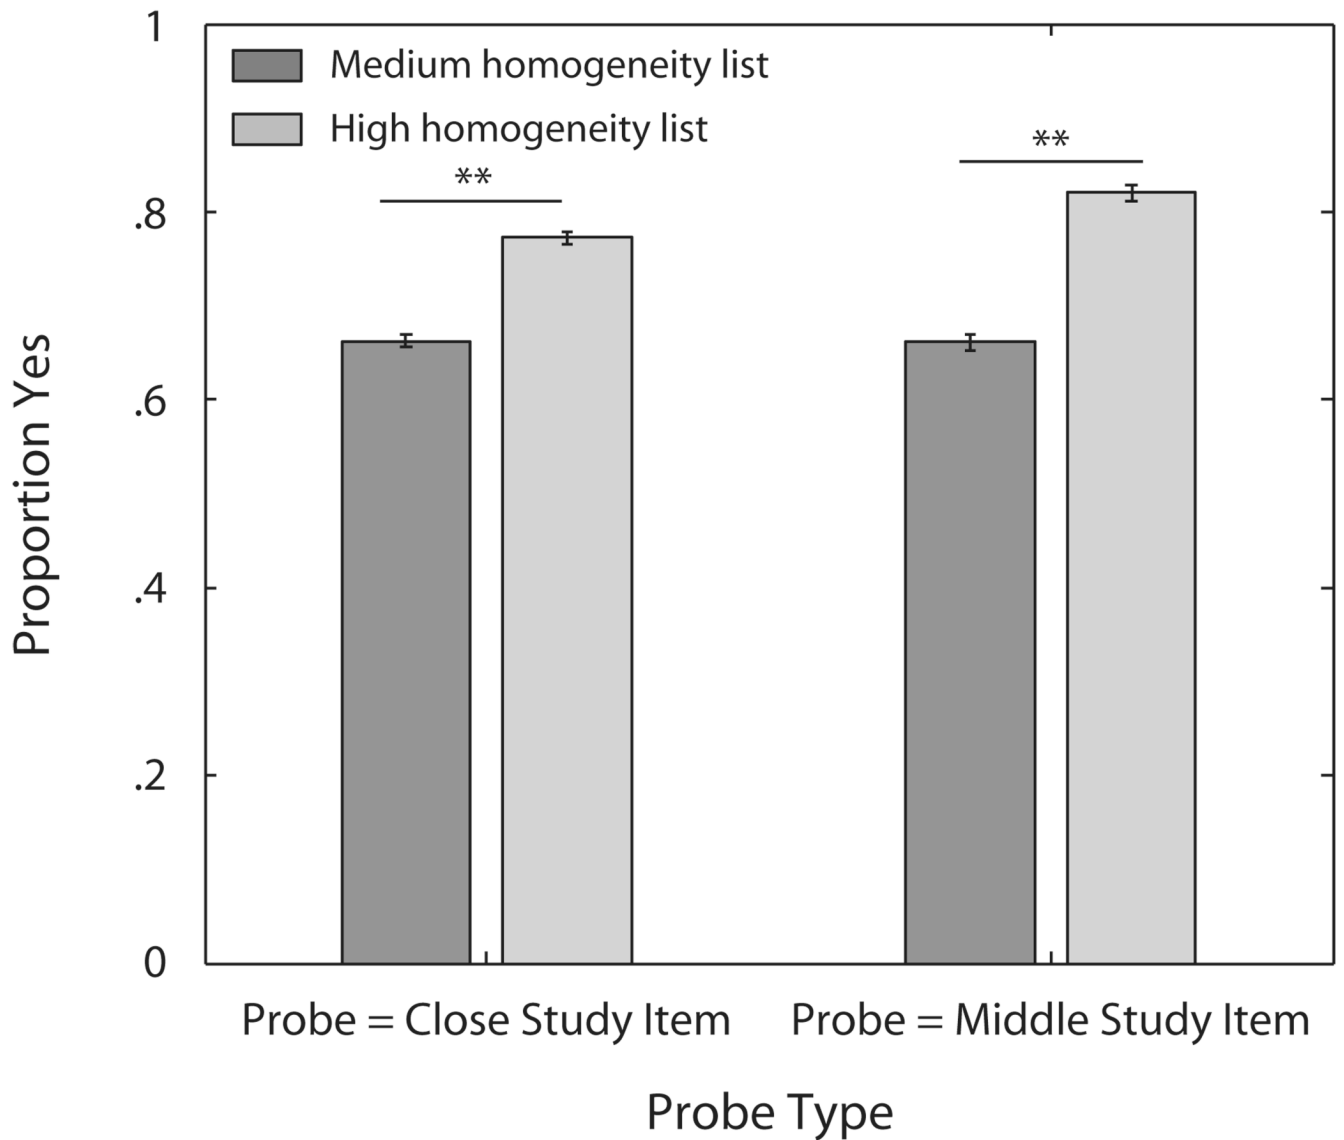 1
Medium homogeneity list
High homogeneity list
**
**
.8
.6
.4
.2
0
Proportion Yes
Probe = Close Study Item
Probe = Middle Study Item
Probe Type